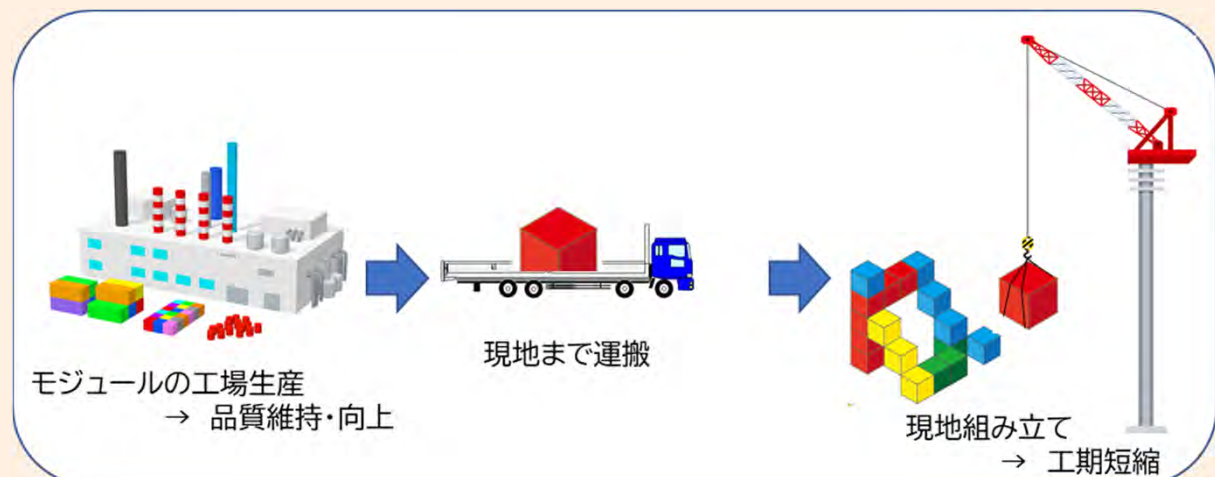 モジュールの工場生産
→ 品質維持・向上
現地まで運搬
現地組み立て
→ 工期短縮